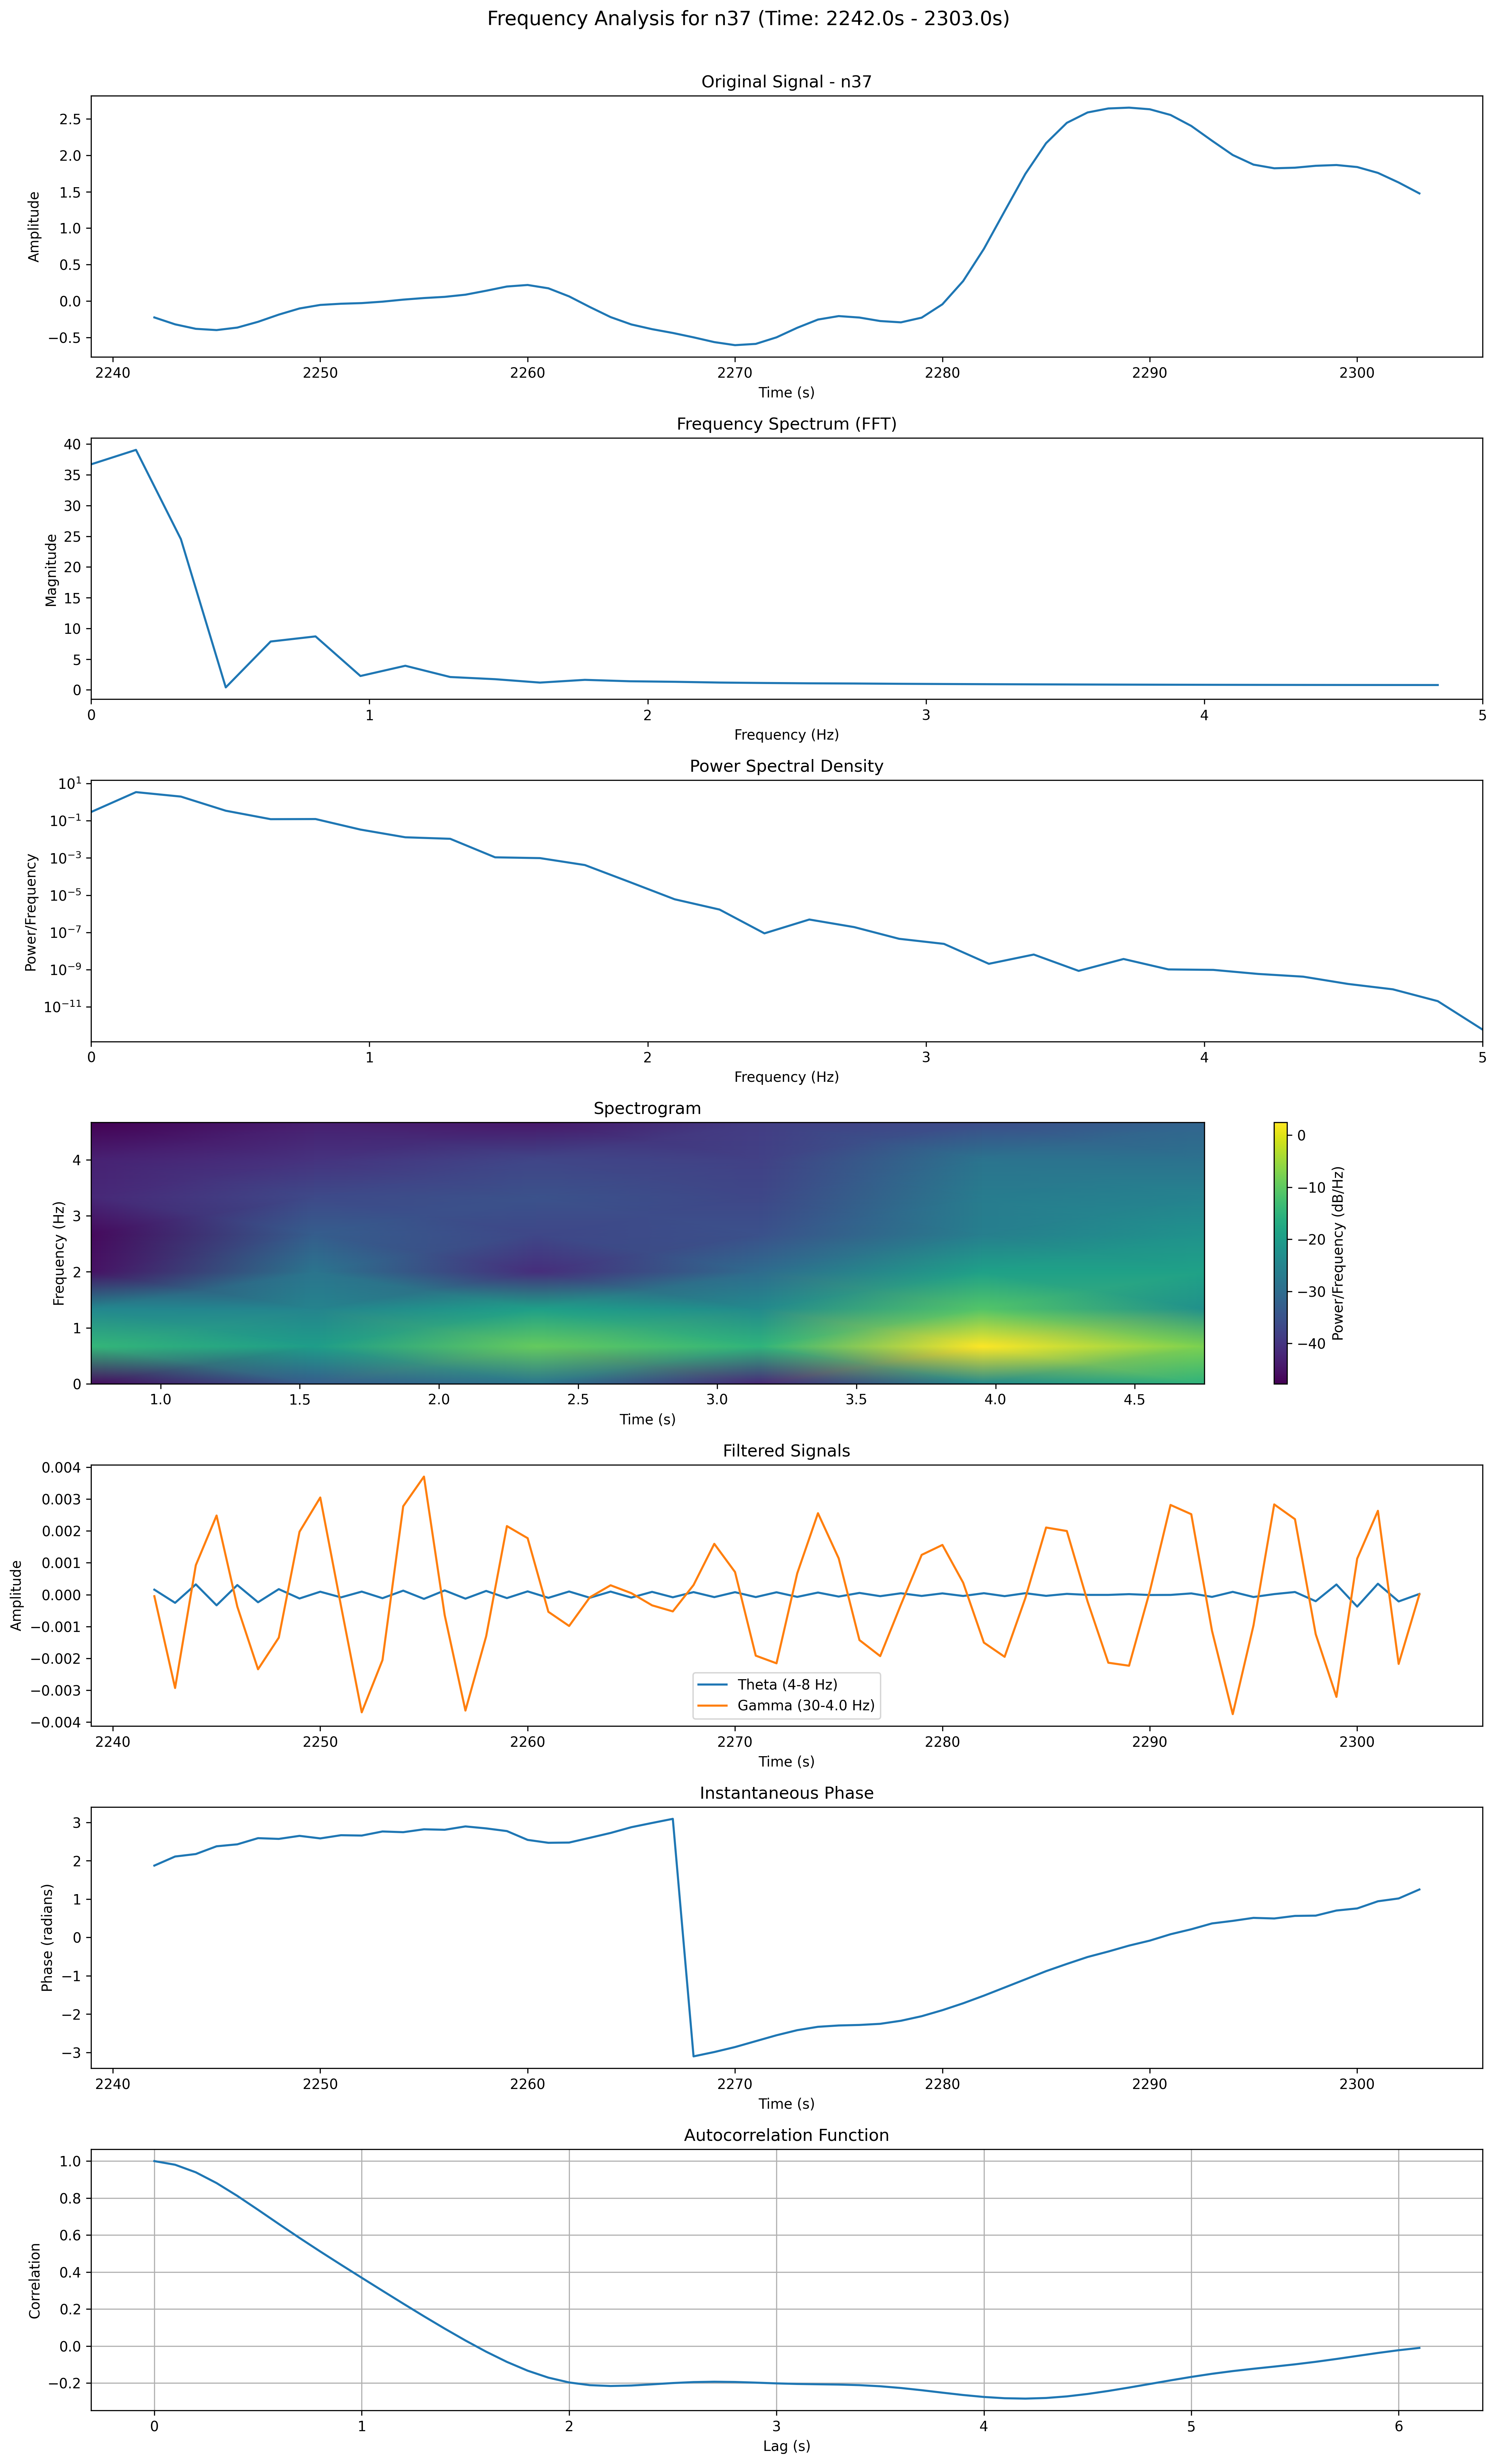 Frequency Analysis for n37 (Time: 2242.0s - 2303.0s)
Original Signal - n37
Amplitude
2.5
2.0
1.5
1.0
0.5
0.0
−0.5
2240 2250 2260 2270 2280 2290 2300
Time (s)
Frequency Spectrum (FFT)
Magnitude
40
35
30
25
20
15
10
5
0
0 1 2 3 4 5
Frequency (Hz)
Power Spectral Density
Power/Frequency
10¹
10⁻¹
10⁻³
10⁻⁵
10⁻⁷
10⁻⁹
10⁻¹¹
0 1 2 3 4 5
Frequency (Hz)
Spectrogram
Frequency (Hz)
4
3
2
1
0
1.0 1.5 2.0 2.5 3.0 3.5 4.0 4.5
Time (s)
0
−10
−20
−30
−40
Power/Frequency (dB/Hz)
Filtered Signals
Amplitude
0.004
0.003
0.002
0.001
0.000
−0.001
−0.002
−0.003
−0.004
Theta (4-8 Hz)
Gamma (30-4.0 Hz)
2240 2250 2260 2270 2280 2290 2300
Time (s)
Instantaneous Phase
Phase (radians)
3
2
1
0
−1
−2
−3
2240 2250 2260 2270 2280 2290 2300
Time (s)
Autocorrelation Function
Correlation
1.0
0.8
0.6
0.4
0.2
0.0
−0.2
0 1 2 3 4 5 6
Lag (s)